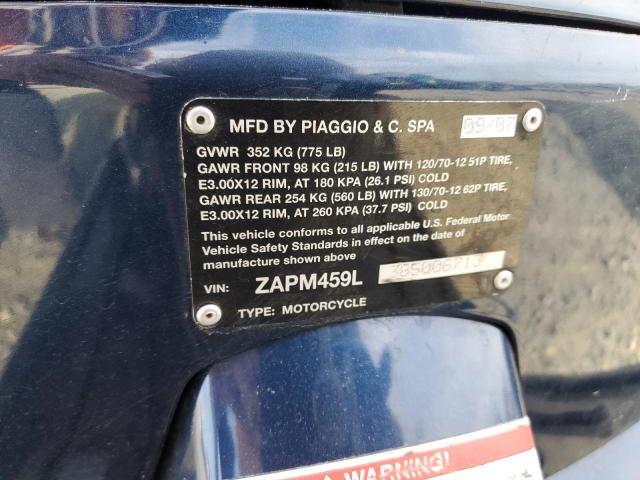 MFD BY PIAGGIO & C. SPA 09/07
GVWR 352 KG (775 LB)
GAWR FRONT 98 KG (215 LB) WITH 120/70-12 51P TIRE,
E3.00X12 RIM, AT 180 KPA (26.1 PSI) COLD
GAWR REAR 254 KG (560 LB) WITH 130/70-12 62P TIRE,
E3.00X12 RIM, AT 260 KPA (37.7 PSI) COLD
This vehicle conforms to all applicable U.S. Federal Motor
Vehicle Safety Standards in effect on the date of
manufacture shown above
VIN: ZAPM459L
TYPE: MOTORCYCLE
WARNING!